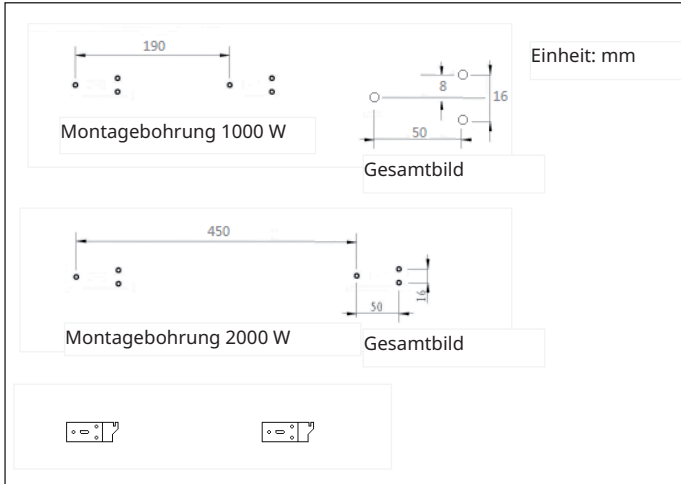 190
Einheit: mm
8
16
50
Montagebohrung 1000 W
Gesamtbild
450
50
16
Montagebohrung 2000 W
Gesamtbild